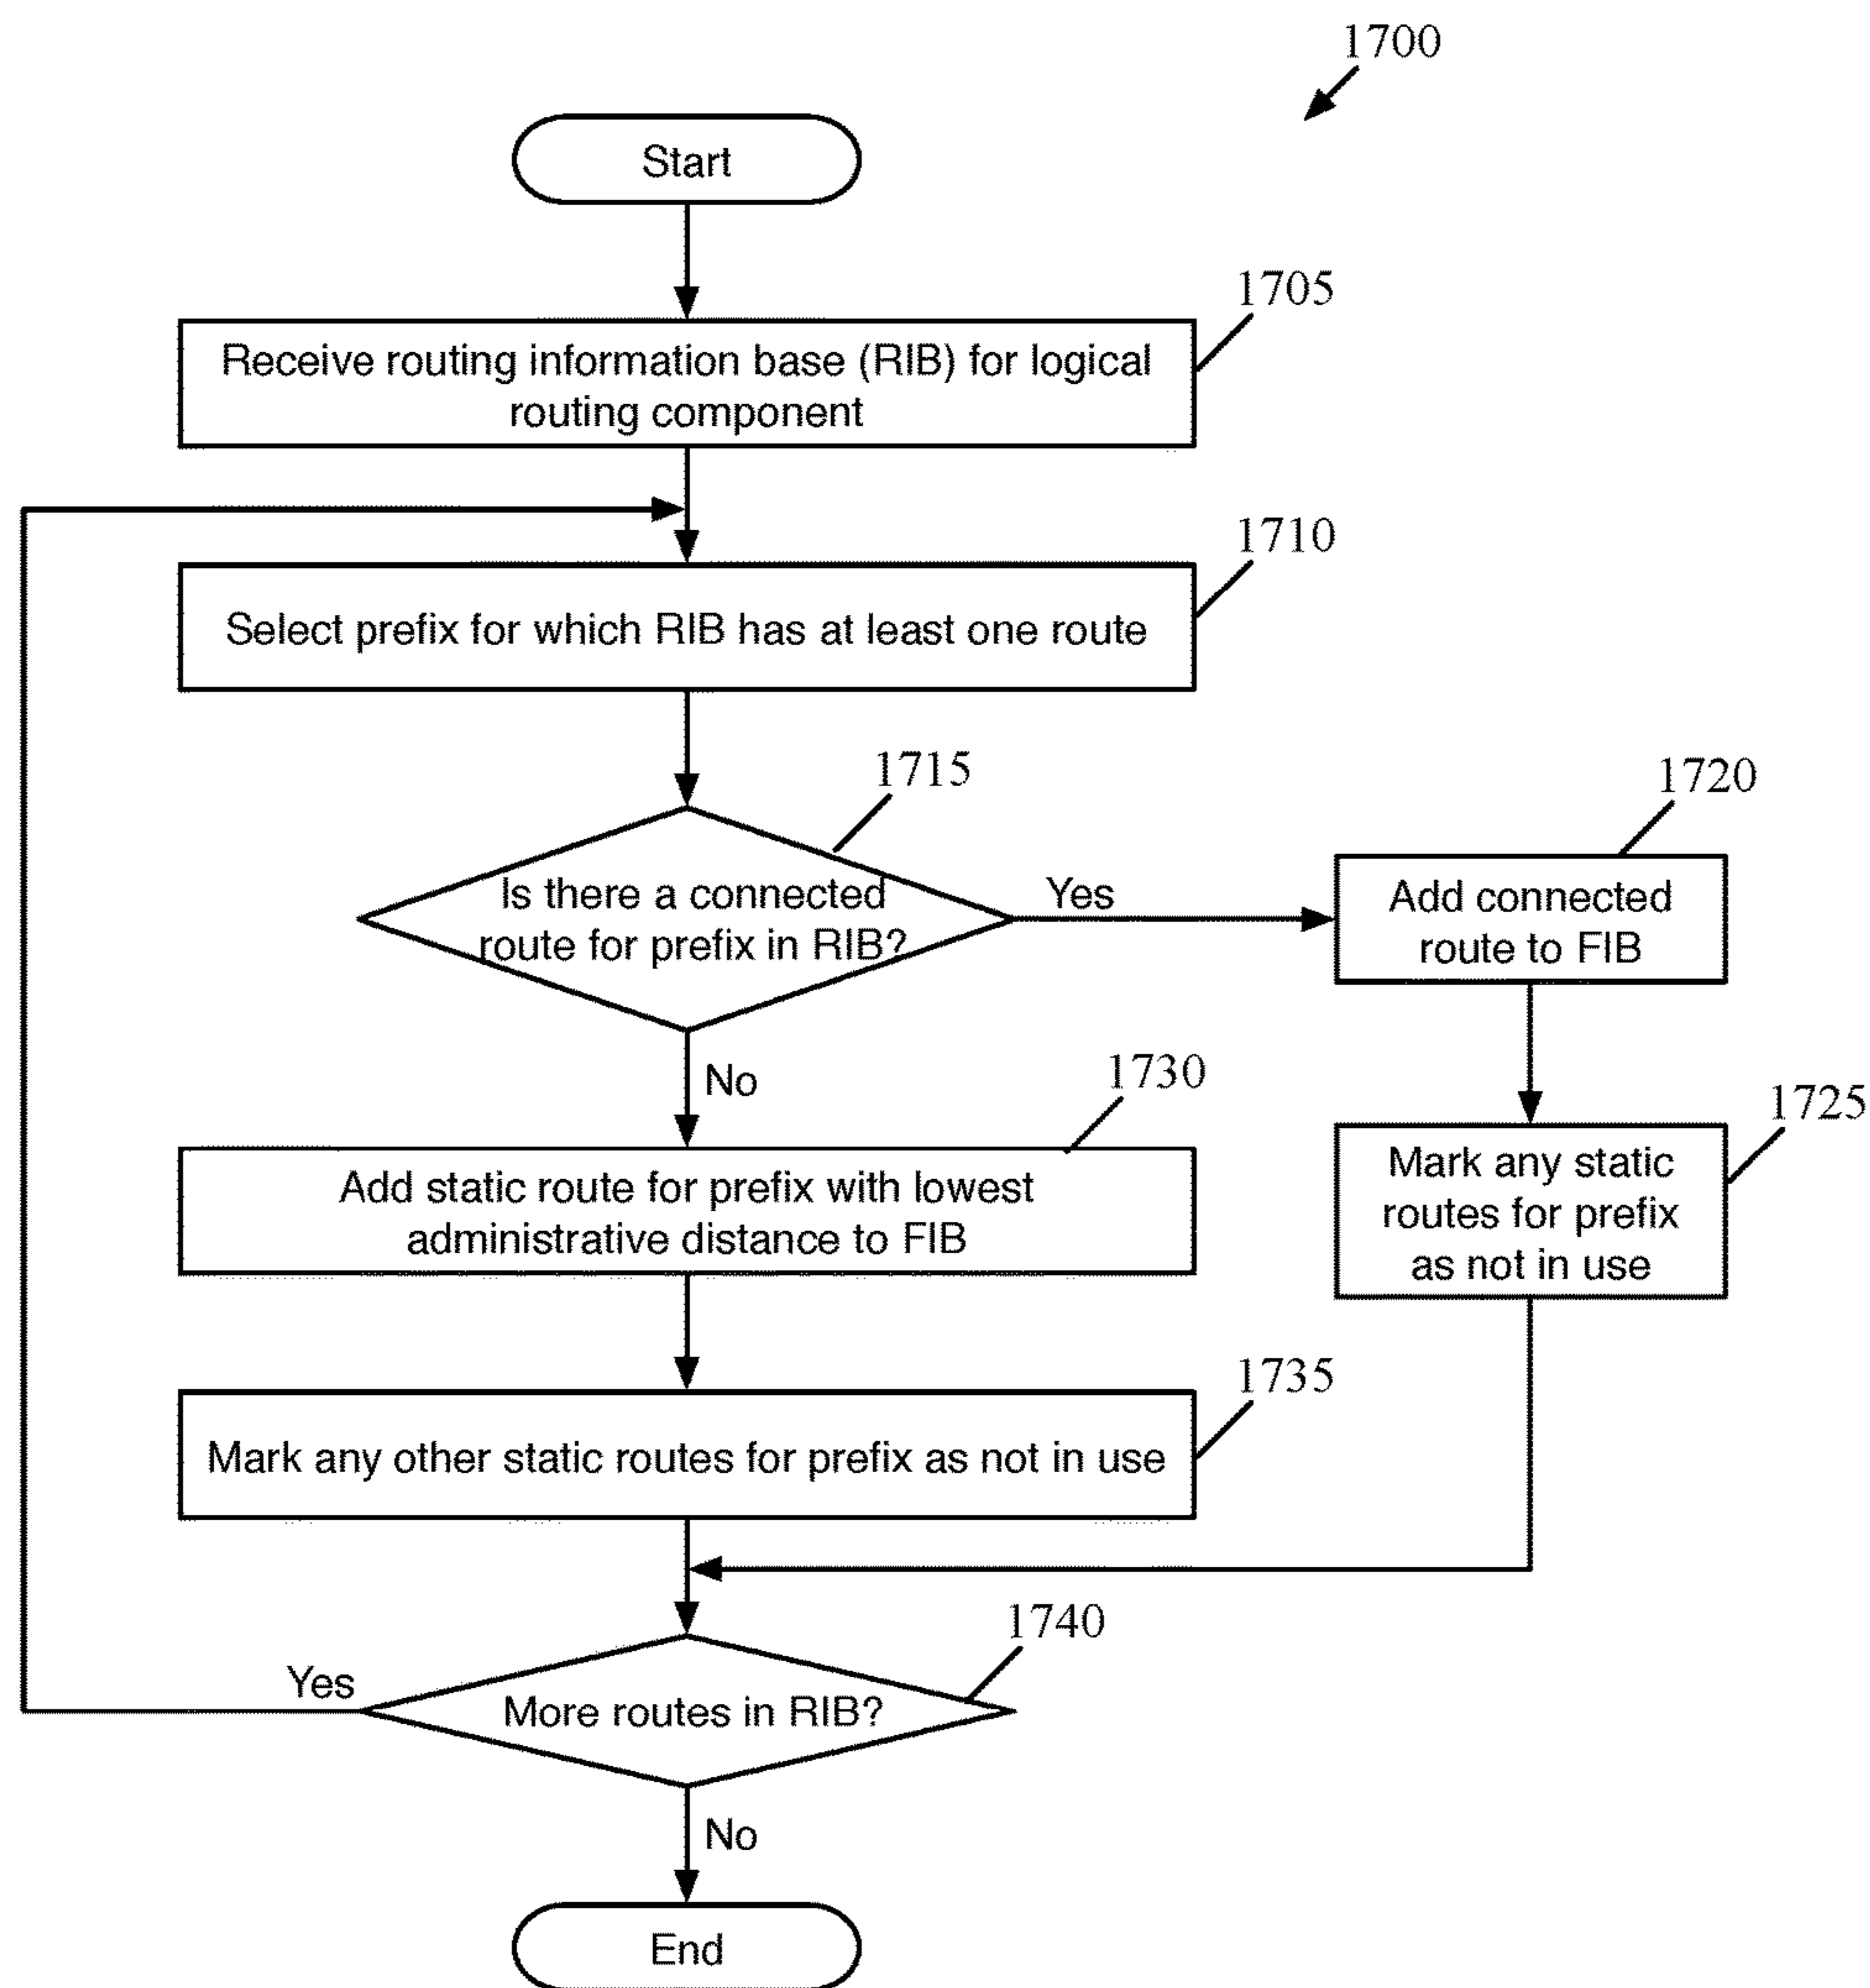 1700
Start
1705
Receive routing information base (RIB) for logical
routing component
1710
Select prefix for which RIB has at least one route
1715
Is there a connected
route for prefix in RIB?
Yes
1720
Add connected
route to FIB
No
1730
Add static route for prefix with lowest
administrative distance to FIB
1725
Mark any static
routes for prefix
as not in use
1735
Mark any other static routes for prefix as not in use
1740
Yes
More routes in RIB?
No
End